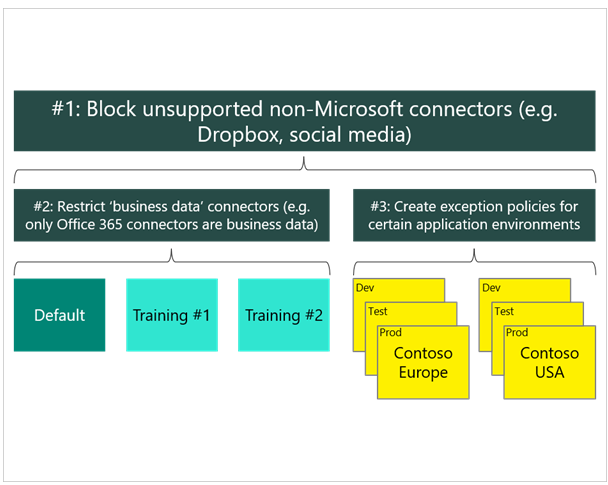 #1: Block unsupported non-Microsoft connectors (e.g.
Dropbox, social media)
#2: Restrict ‘business data’ connectors (e.g.
only Office 365 connectors are business data)
#3: Create exception policies for
certain application environments
Default
Training #1
Training #2
Dev
Test
Prod
Contoso
Europe
Dev
Test
Prod
Contoso
USA